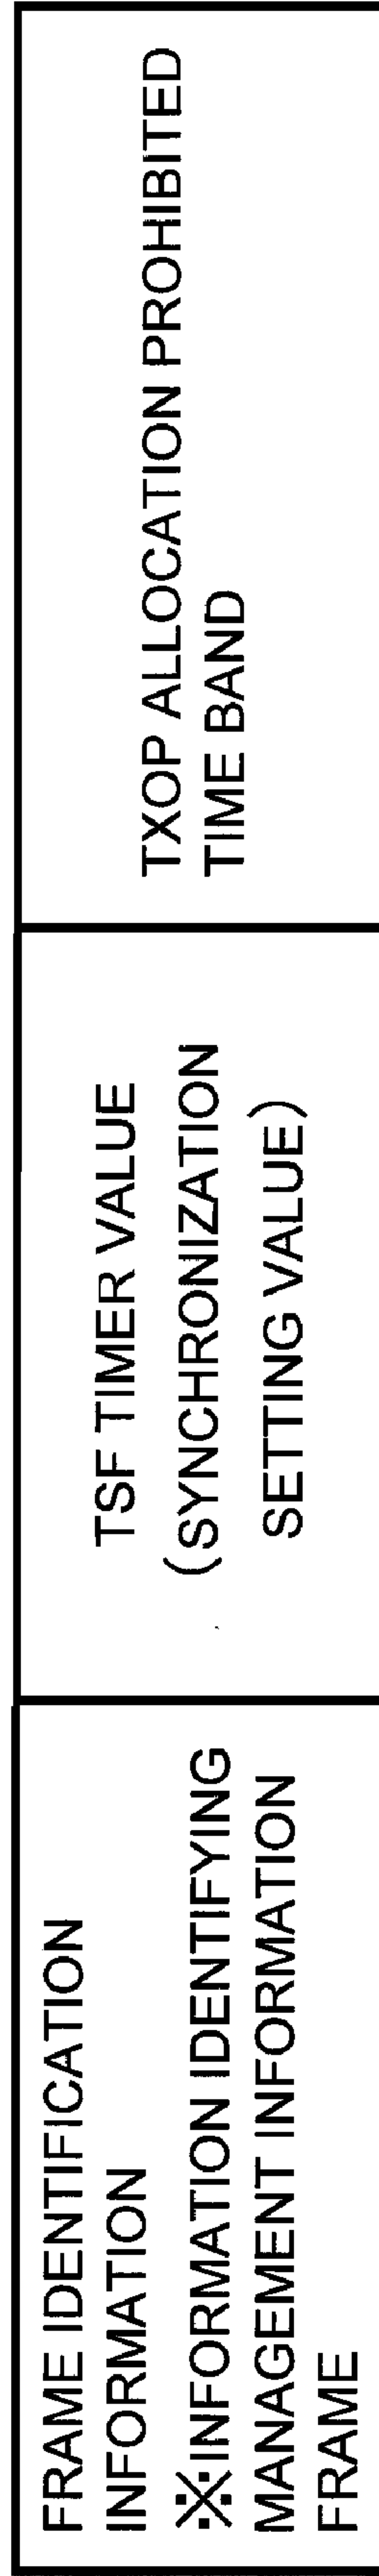 FRAME IDENTIFICATION
INFORMATION
※INFORMATION IDENTIFYING
MANAGEMENT INFORMATION
FRAME
TSF TIMER VALUE
(SYNCHRONIZATION
SETTING VALUE)
TXOP ALLOCATION PROHIBITED
TIME BAND